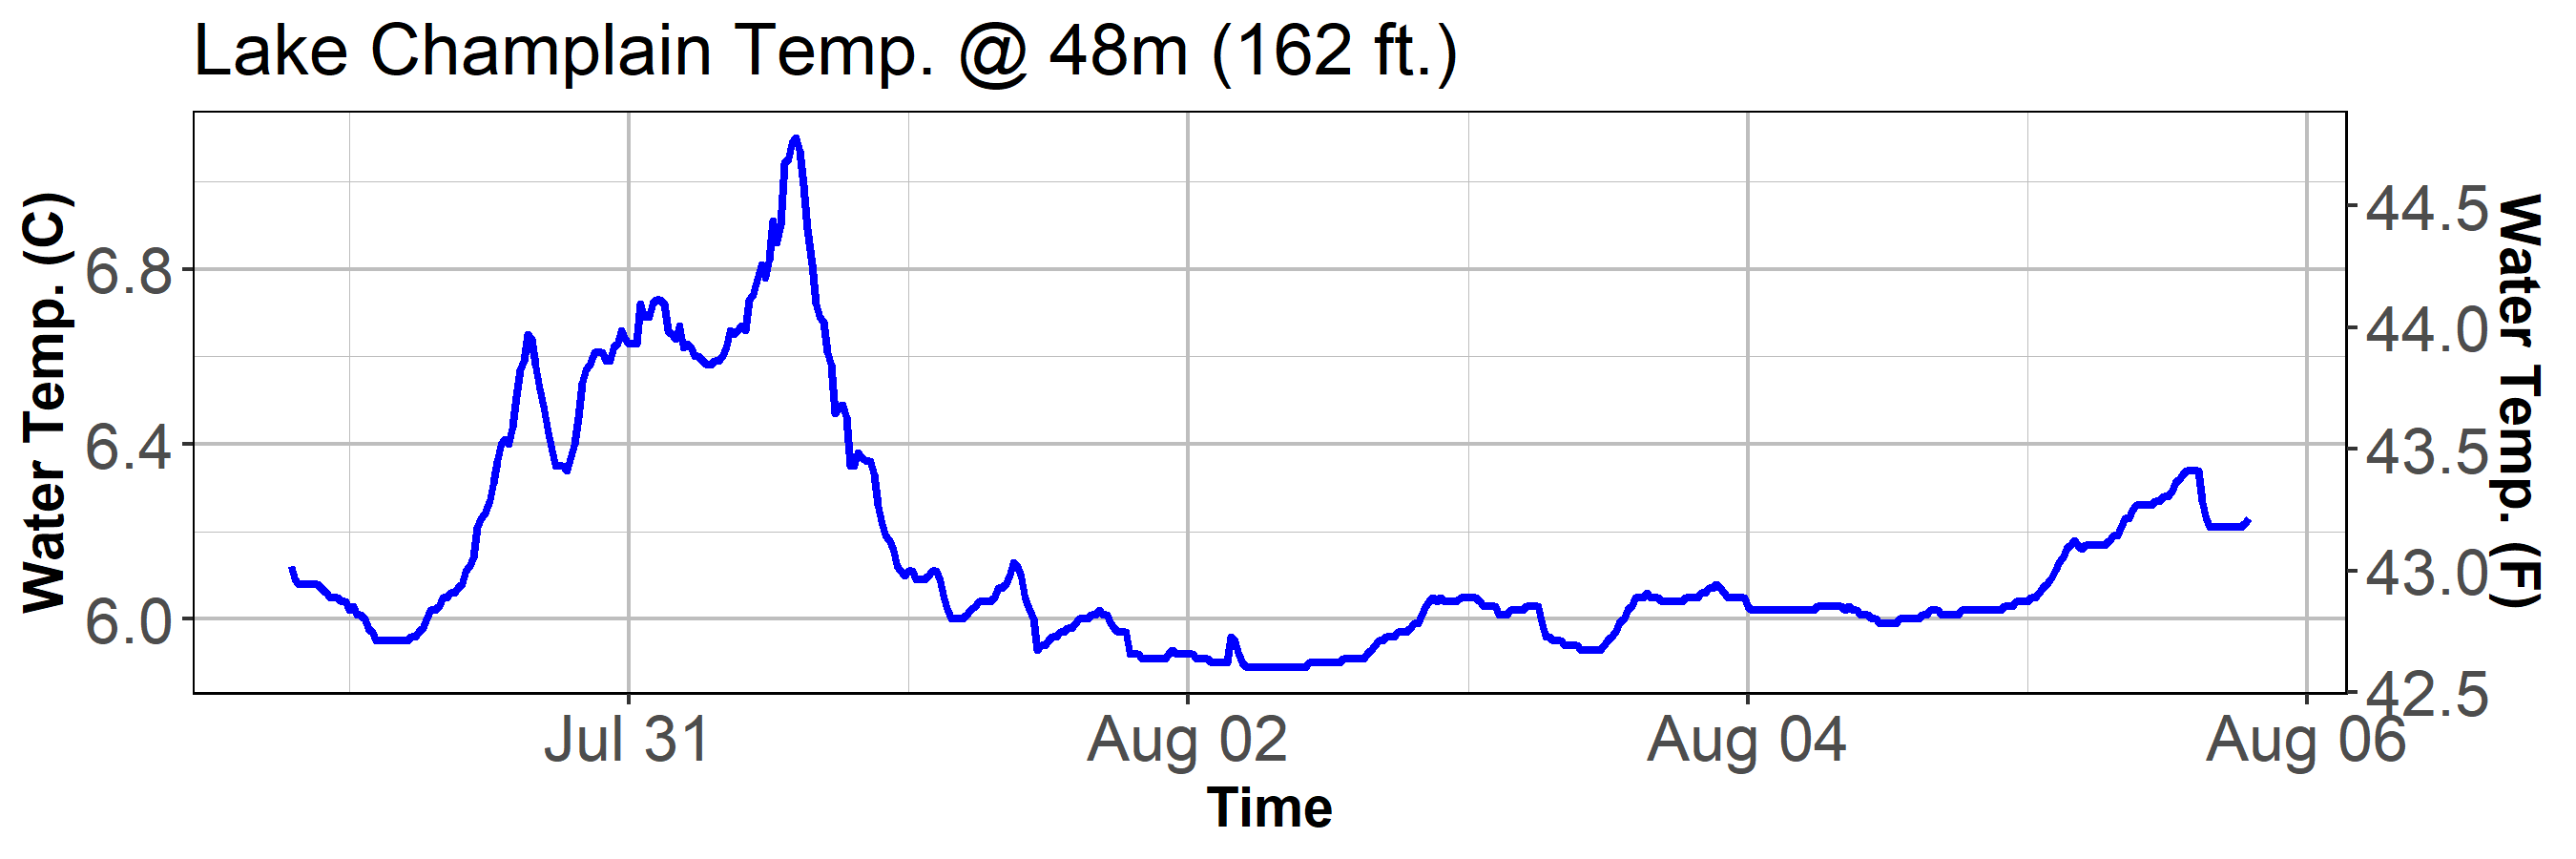 Lake Champlain Temp. @ 48m (162 ft.)
Water Temp. (C)
6.8
6.4
6.0
44.5
44.0
43.5
43.0
42.5
Water Temp. (F)
Jul 31
Aug 02
Aug 04
Aug 06
Time